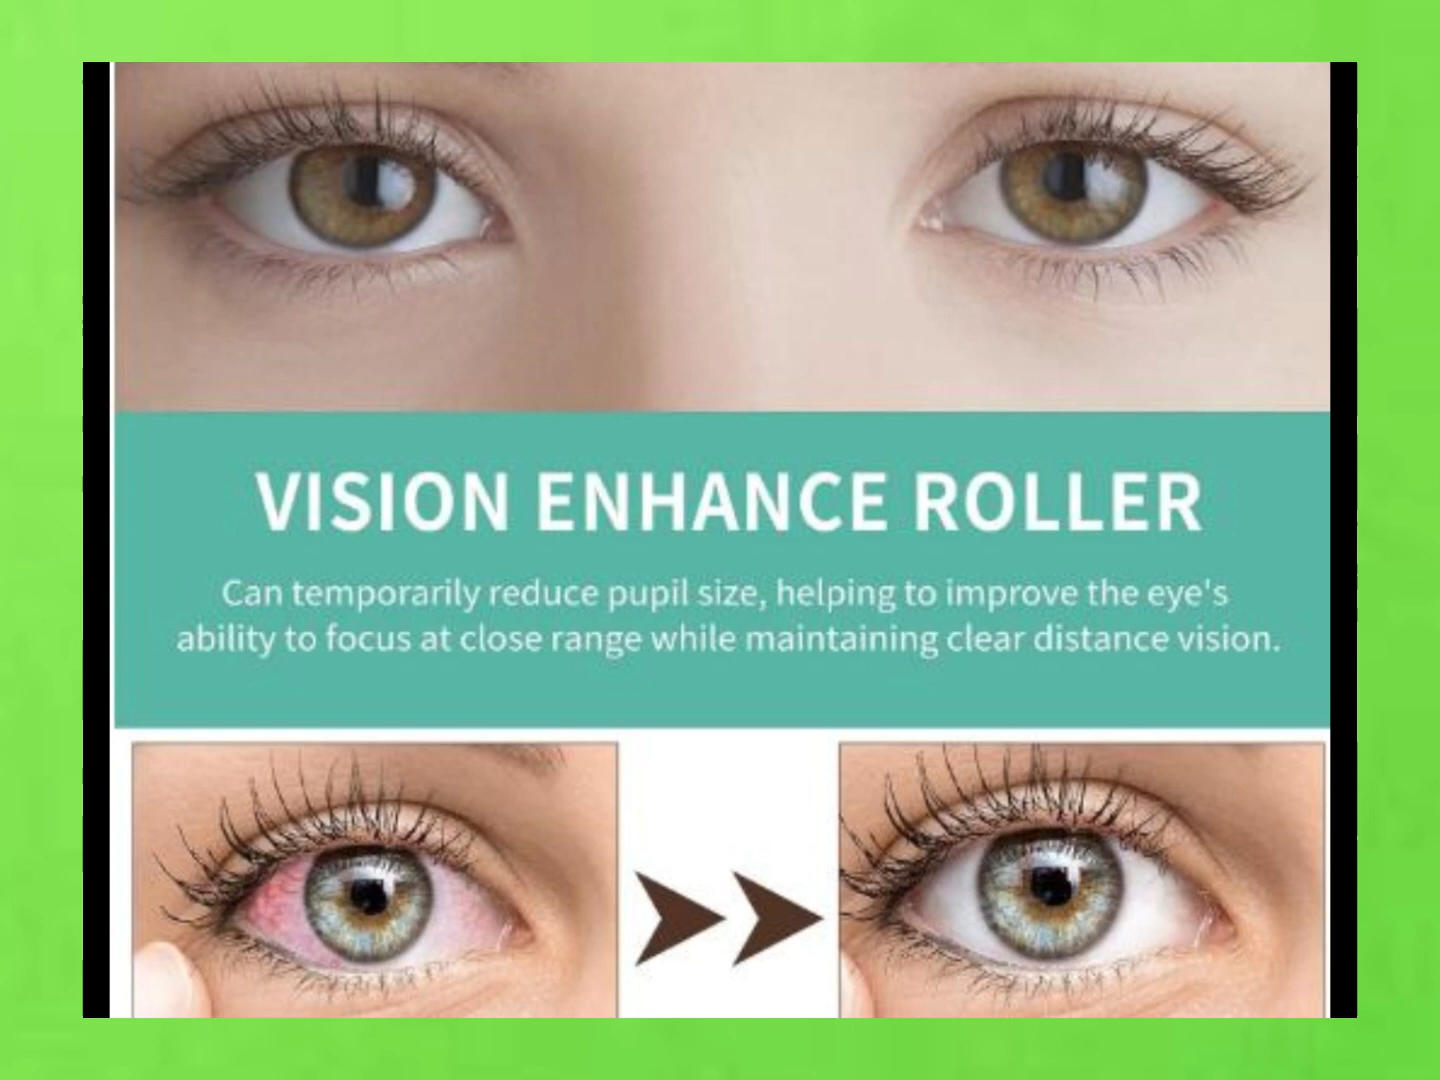 VISION ENHANCE ROLLER
Can temporarily reduce pupil size, helping to improve the eye's
ability to focus at close range while maintaining clear distance vision.